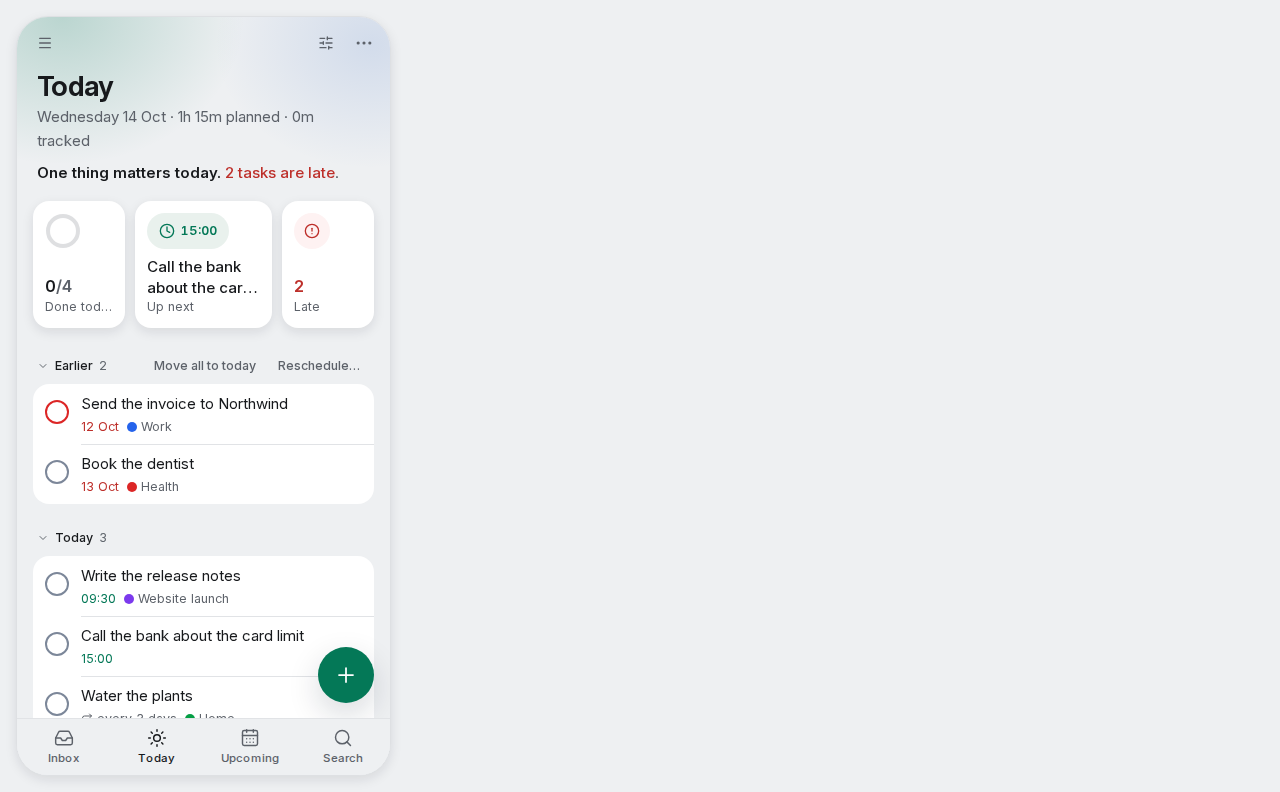 Today
Wednesday 14 Oct · 1h 15m planned · 0m
tracked
One thing matters today. 2 tasks are late.
15:00
Call the bank
about the car…
Up next
0/4
Done tod…
2
Late
Earlier 2 Move all to today Reschedule…
Send the invoice to Northwind
12 Oct Work
Book the dentist
13 Oct Health
Today 3
Write the release notes
09:30 Website launch
Call the bank about the card limit
15:00
Water the plants
every 3 days Home
Inbox Today Upcoming Search